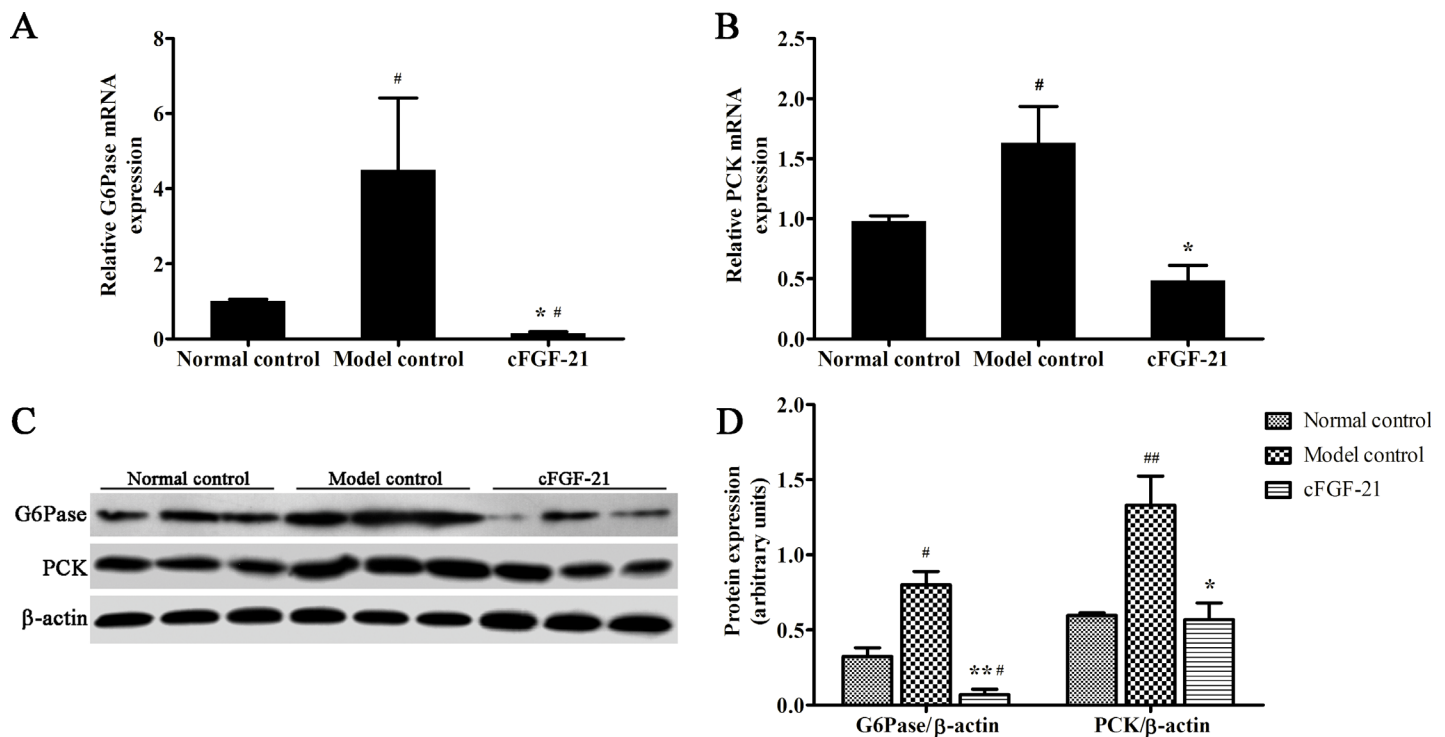 A
Relative G6Pase mRNA
expression
8
6
4
2
0
#
* #
Normal control
Model control
cFGF-21
B
Relative PCK mRNA
expression
2.5
2.0
1.5
1.0
0.5
0.0
#
*
Normal control
Model control
cFGF-21
C
Normal control
Model control
cFGF-21
G6Pase
PCK
β-actin
D
Protein expression
(arbitrary units)
2.0
1.5
1.0
0.5
0.0
#
** #
##
*
G6Pase/β-actin
PCK/β-actin
Normal control
Model control
cFGF-21